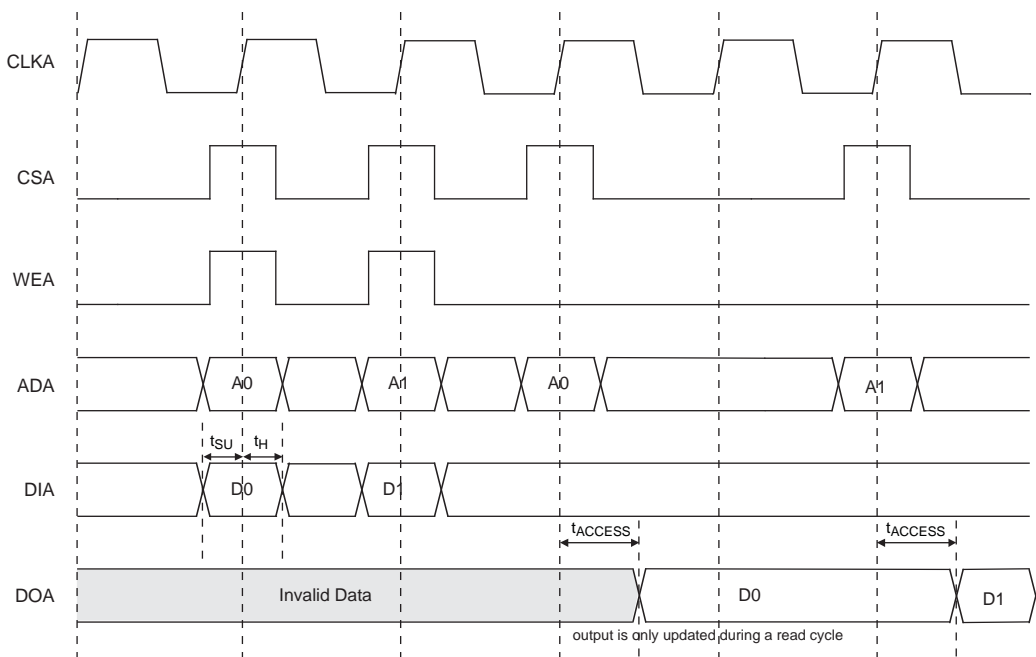 CLKA
CSA
WEA
ADA A0 A1 A0 A1
tSU tH
DIA D0 D1
tACCESS tACCESS
DOA Invalid Data D0 D1
output is only updated during a read cycle